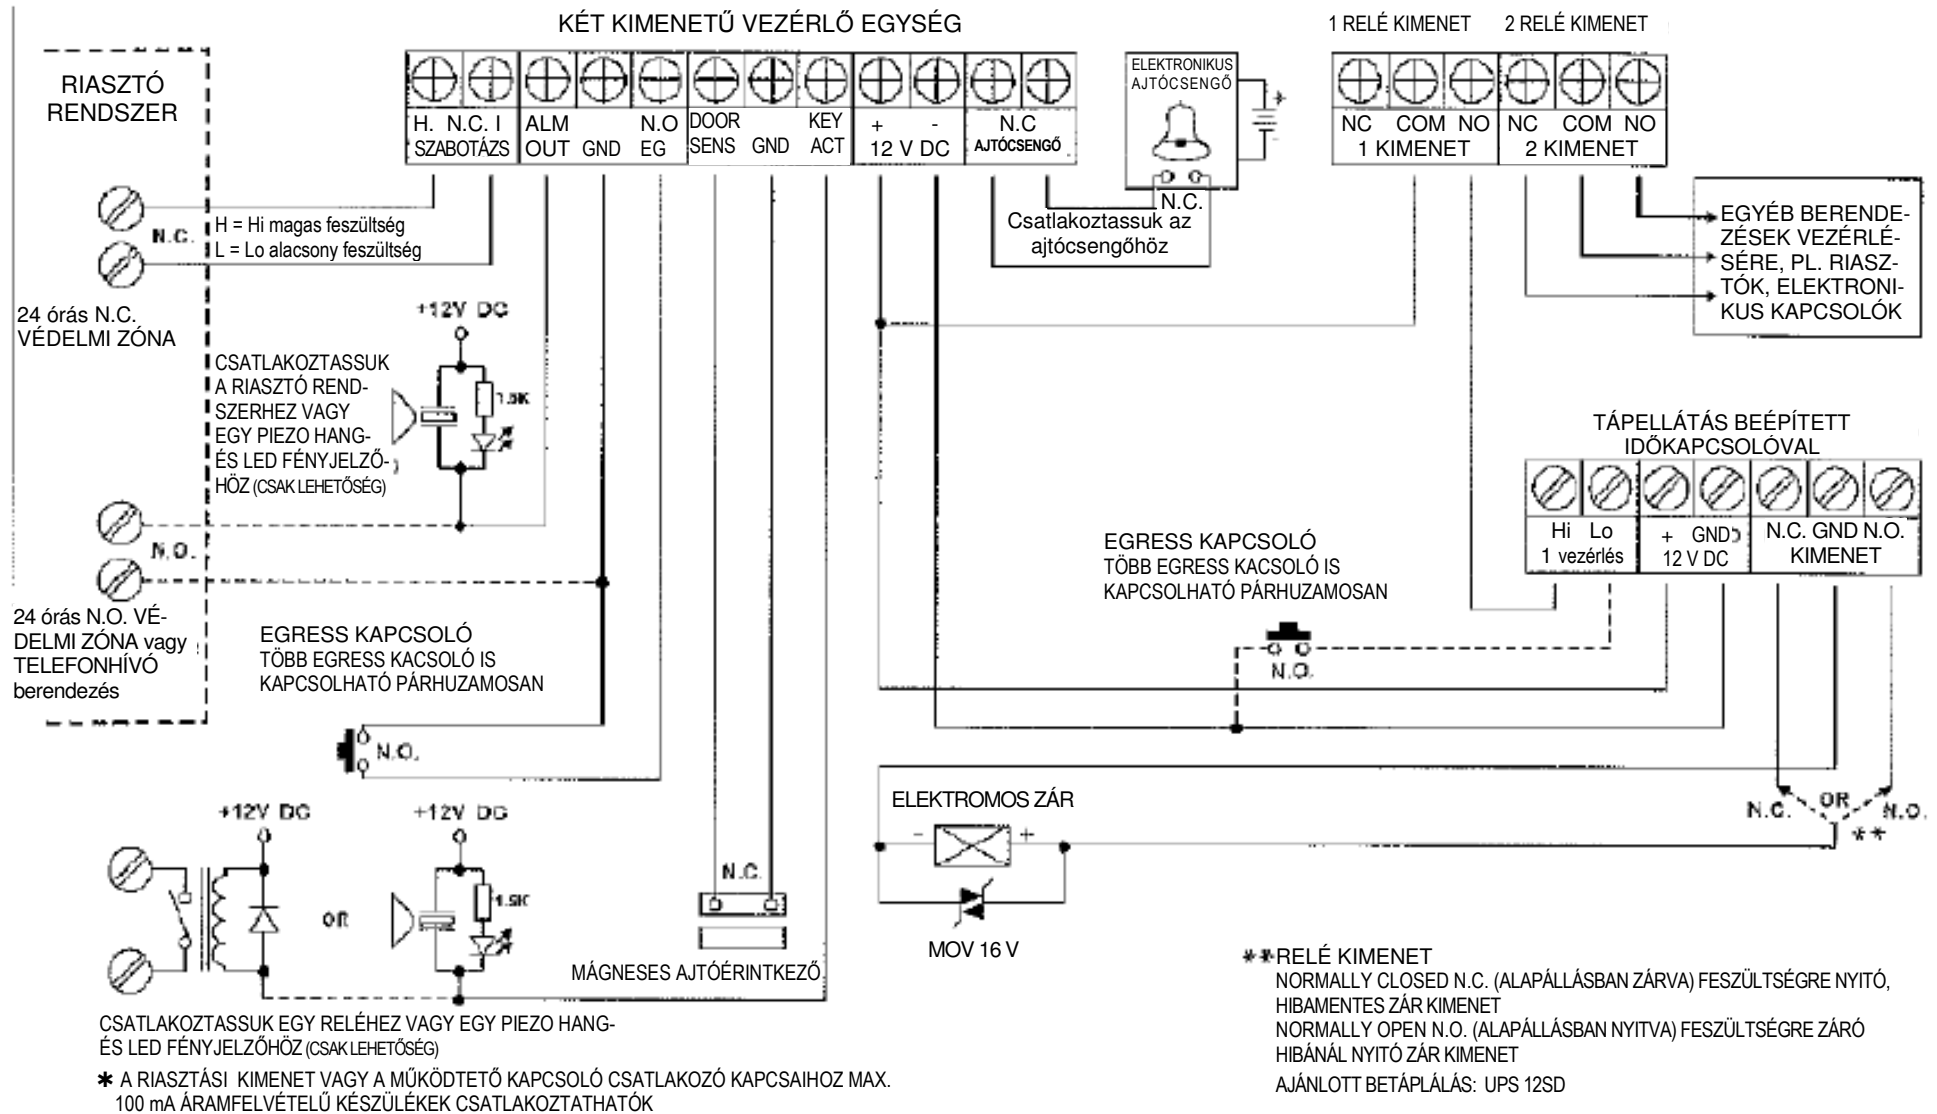 KÉT KIMENETŰ VEZÉRLŐ EGYSÉG
1 RELÉ KIMENET
2 RELÉ KIMENET
RIASZTÓ
RENDSZER
H. N.C. I
SZABOTÁZS
ALM
OUT
GND
N.O
EG
DOOR
SENS
GND
KEY
ACT
+ -
12 V DC
N.C
AJTÓCSENGŐ
ELEKTRONIKUS
AJTÓCSENGŐ
+
N.C.
Csatlakoztassuk az
ajtócsengőhöz
NC COM NO
1 KIMENET
NC COM NO
2 KIMENET
EGYÉB BERENDE-
ZÉSEK VEZÉRLÉ-
SÉRE, PL. RIASZ-
TÓK, ELEKTRONI-
KUS KAPCSOLÓK
N.C.
H = Hi magas feszültség
L = Lo alacsony feszültség
24 órás N.C.
VÉDELMI ZÓNA
+12V DC
1.5K
CSATLAKOZTASSUK
A RIASZTÓ REND-
SZERHEZ VAGY
EGY PIEZO HANG-
ÉS LED FÉNYJELZŐ-
HÖZ (CSAK LEHETŐSÉG)
N.O.
24 órás N.O. VÉ-
DELMI ZÓNA vagy
TELEFONHÍVÓ
berendezés
EGRESS KAPCSOLÓ
TÖBB EGRESS KACSOLÓ IS
KAPCSOLHATÓ PÁRHUZAMOSAN
N.O.
TÁPELLÁTÁS BEÉPÍTETT
IDŐKAPCSOLÓVAL
Hi Lo
1 vezérlés
+ GND
12 V DC
N.C. GND N.O.
KIMENET
EGRESS KAPCSOLÓ
TÖBB EGRESS KACSOLÓ IS
KAPCSOLHATÓ PÁRHUZAMOSAN
N.O.
N.C. OR N.O.
**
ELEKTROMOS ZÁR
- +
MOV 16 V
+12V DC
OR
+12V DC
1.5K
N.C.
MÁGNESES AJTÓÉRINTKEZŐ
CSATLAKOZTASSUK EGY RELÉHEZ VAGY EGY PIEZO HANG-
ÉS LED FÉNYJELZŐHÖZ (CSAK LEHETŐSÉG)
* A RIASZTÁSI KIMENET VAGY A MŰKÖDTETŐ KAPCSOLÓ CSATLAKOZÓ KAPCSAIHOZ MAX.
100 mA ÁRAMFELVÉTELŰ KÉSZÜLÉKEK CSATLAKOZTATHATÓK
**RELÉ KIMENET
NORMALLY CLOSED N.C. (ALAPÁLLÁSBAN ZÁRVA) FESZÜLTSÉGRE NYITÓ,
HIBAMENTES ZÁR KIMENET
NORMALLY OPEN N.O. (ALAPÁLLÁSBAN NYITVA) FESZÜLTSÉGRE ZÁRÓ
HIBÁNÁL NYITÓ ZÁR KIMENET
AJÁNLOTT BETÁPLÁLÁS: UPS 12SD